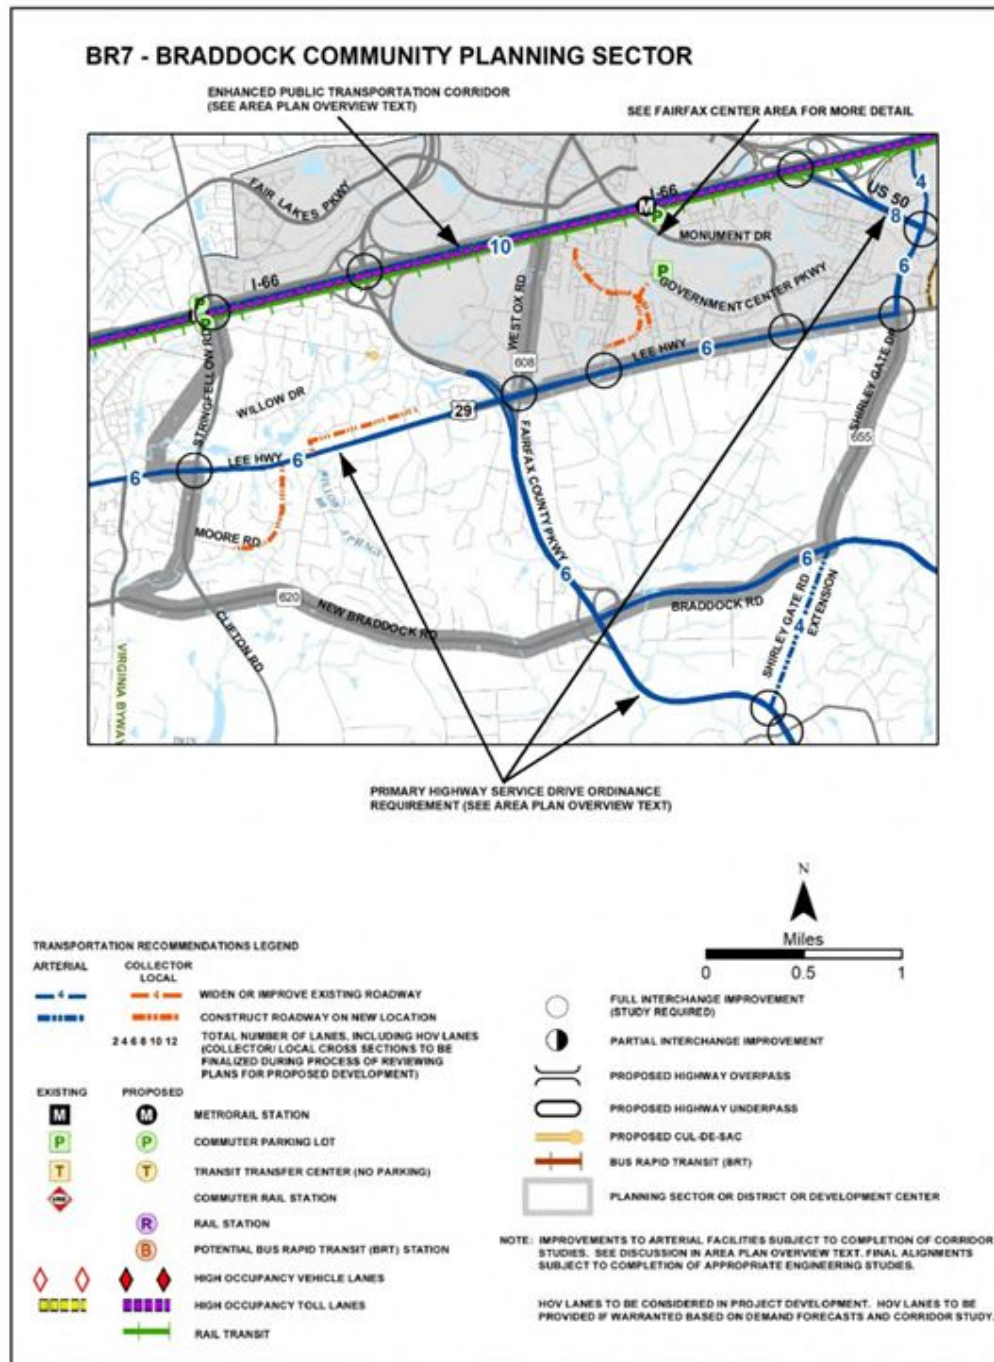 BR7 - BRADDOCK COMMUNITY PLANNING SECTOR
ENHANCED PUBLIC TRANSPORTATION CORRIDOR
(SEE AREA PLAN OVERVIEW TEXT)
SEE FAIRFAX CENTER AREA FOR MORE DETAIL
FAIR LAKES PKWY
I-66
M
P
US 50
4
8
MONUMENT DR
10
6
P
GOVERNMENT CENTER PKWY
I-66
P
WEST OX RD
LEE HWY
6
608
STRINGFELLOW RD
SHIRLEY GATE DR
WILLOW DR
29
655
LEE HWY
6
6
FAIRFAX COUNTY PKWY
WILLOW
SPRINGS
MOORE RD
6
6
620
NEW BRADDOCK RD
BRADDOCK RD
SHIRLEY GATE RD
EXTENSION
4
CLIFTON RD
VIRGINIA BYWAY
PRIMARY HIGHWAY SERVICE DRIVE ORDINANCE
REQUIREMENT (SEE AREA PLAN OVERVIEW TEXT)
N
Miles
0 0.5 1
TRANSPORTATION RECOMMENDATIONS LEGEND
ARTERIAL COLLECTOR
LOCAL
4 4 WIDEN OR IMPROVE EXISTING ROADWAY
CONSTRUCT ROADWAY ON NEW LOCATION
2 4 6 8 10 12 TOTAL NUMBER OF LANES, INCLUDING HOV LANES
(COLLECTOR/ LOCAL CROSS SECTIONS TO BE
FINALIZED DURING PROCESS OF REVIEWING
PLANS FOR PROPOSED DEVELOPMENT)
EXISTING PROPOSED
M M METRORAIL STATION
P P COMMUTER PARKING LOT
T T TRANSIT TRANSFER CENTER (NO PARKING)
VRE COMMUTER RAIL STATION
R RAIL STATION
B POTENTIAL BUS RAPID TRANSIT (BRT) STATION
HIGH OCCUPANCY VEHICLE LANES
HIGH OCCUPANCY TOLL LANES
RAIL TRANSIT
FULL INTERCHANGE IMPROVEMENT
(STUDY REQUIRED)
PARTIAL INTERCHANGE IMPROVEMENT
PROPOSED HIGHWAY OVERPASS
PROPOSED HIGHWAY UNDERPASS
PROPOSED CUL-DE-SAC
BUS RAPID TRANSIT (BRT)
PLANNING SECTOR OR DISTRICT OR DEVELOPMENT CENTER
NOTE: IMPROVEMENTS TO ARTERIAL FACILITIES SUBJECT TO COMPLETION OF CORRIDOR
STUDIES. SEE DISCUSSION IN AREA PLAN OVERVIEW TEXT. FINAL ALIGNMENTS
SUBJECT TO COMPLETION OF APPROPRIATE ENGINEERING STUDIES.
HOV LANES TO BE CONSIDERED IN PROJECT DEVELOPMENT. HOV LANES TO BE
PROVIDED IF WARRANTED BASED ON DEMAND FORECASTS AND CORRIDOR STUDY.